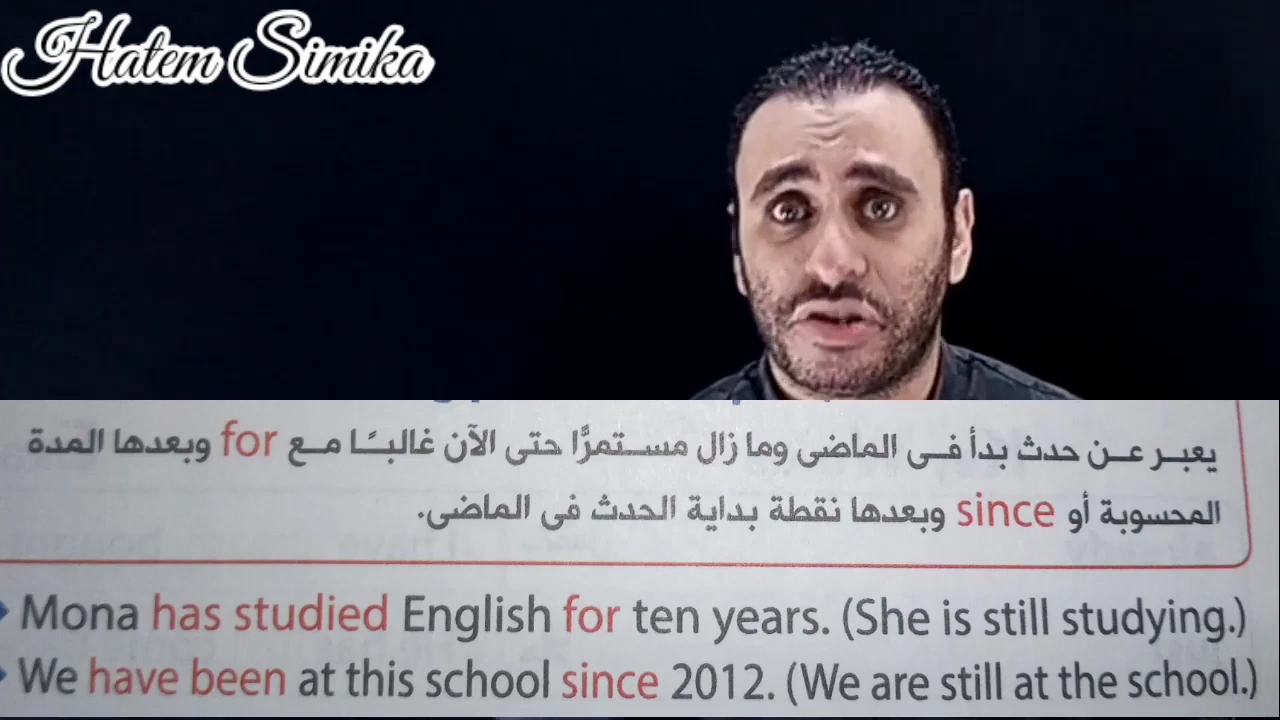 Hatem Simika
يعبر عن حدث بدأ فى الماضى وما زال مستمرًّا حتى الآن غالبًا مع for وبعدها المدة
المحسوبة أو since وبعدها نقطة بداية الحدث فى الماضى.
Mona has studied English for ten years. (She is still studying.)
We have been at this school since 2012. (We are still at the school.)